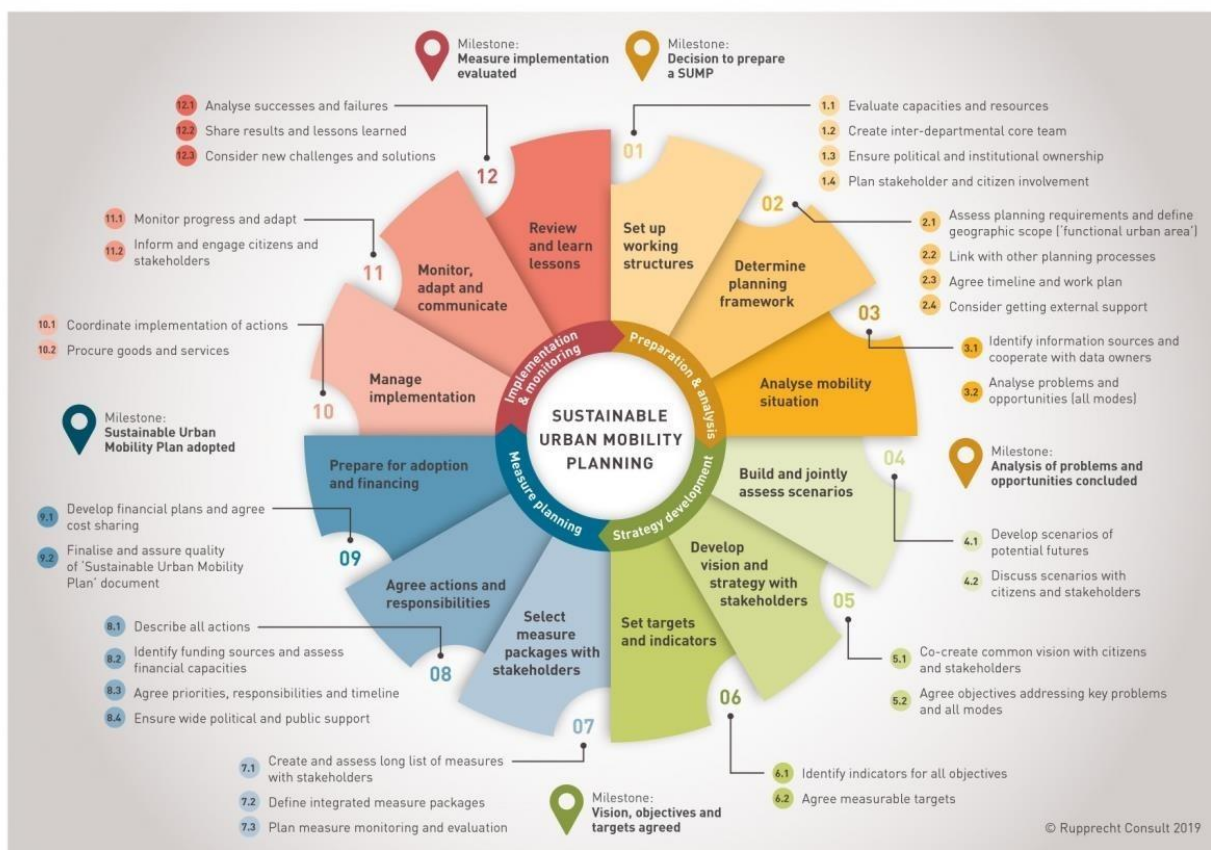 Milestone:
Measure implementation
evaluated
Milestone:
Decision to prepare
a SUMP
12.1 Analyse successes and failures
12.2 Share results and lessons learned
12.3 Consider new challenges and solutions
1.1 Evaluate capacities and resources
1.2 Create inter-departmental core team
1.3 Ensure political and institutional ownership
1.4 Plan stakeholder and citizen involvement
11.1 Monitor progress and adapt
11.2 Inform and engage citizens and
stakeholders
2.1 Assess planning requirements and define
geographic scope ('functional urban area')
2.2 Link with other planning processes
2.3 Agree timeline and work plan
2.4 Consider getting external support
10.1 Coordinate implementation of actions
10.2 Procure goods and services
3.1 Identify information sources and
cooperate with data owners
3.2 Analyse problems and
opportunities (all modes)
Milestone:
Sustainable Urban
Mobility Plan adopted
Milestone:
Analysis of problems and
opportunities concluded
01
Set up
working
structures
02
Determine
planning
framework
03
Analyse mobility
situation
04
Build and jointly
assess scenarios
05
Develop
vision and
strategy with
stakeholders
06
Set targets
and indicators
07
Select
measure
packages with
stakeholders
08
Agree actions and
responsibilities
09
Prepare for adoption
and financing
10
Manage
implementation
11
Monitor,
adapt and
communicate
12
Review
and learn
lessons
Preparation & analysis
Strategy development
Measure planning
Implementation
& monitoring
SUSTAINABLE
URBAN MOBILITY
PLANNING
9.1 Develop financial plans and agree
cost sharing
9.2 Finalise and assure quality
of 'Sustainable Urban Mobility
Plan' document
4.1 Develop scenarios of
potential futures
4.2 Discuss scenarios with
citizens and stakeholders
8.1 Describe all actions
8.2 Identify funding sources and assess
financial capacities
8.3 Agree priorities, responsibilities and timeline
8.4 Ensure wide political and public support
5.1 Co-create common vision with citizens
and stakeholders
5.2 Agree objectives addressing key problems
and all modes
7.1 Create and assess long list of measures
with stakeholders
7.2 Define integrated measure packages
7.3 Plan measure monitoring and evaluation
Milestone:
Vision, objectives and
targets agreed
6.1 Identify indicators for all objectives
6.2 Agree measurable targets
© Rupprecht Consult 2019